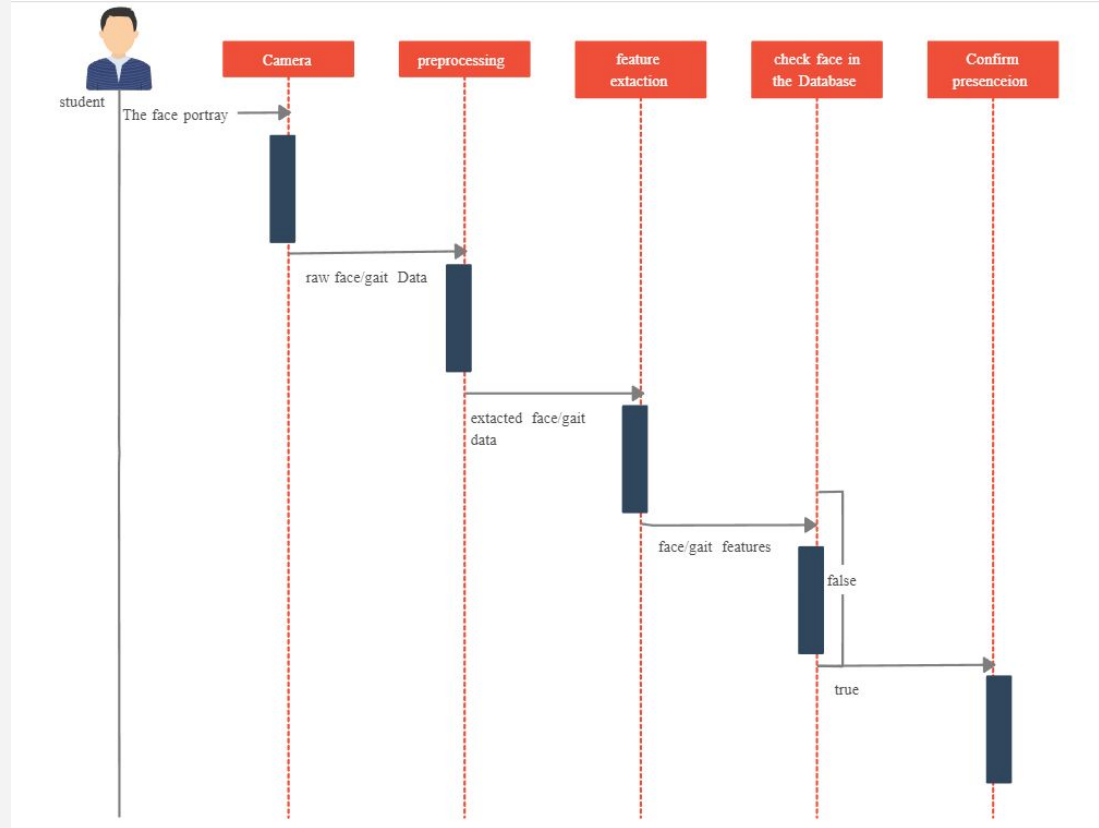 Camera
preprocessing
feature
extaction
check face in
the Database
Confirm
presenceion
student
The face portray
raw face/gait Data
extacted face/gait
data
face/gait features
false
true